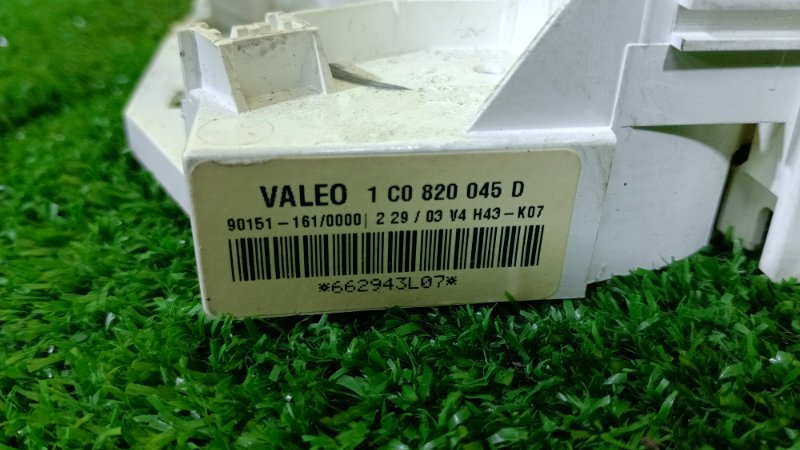 VALEO 1 C0 820 045 D
90151-161/0000| 2 29 / 03 V4 H43-K07
*662943L07*